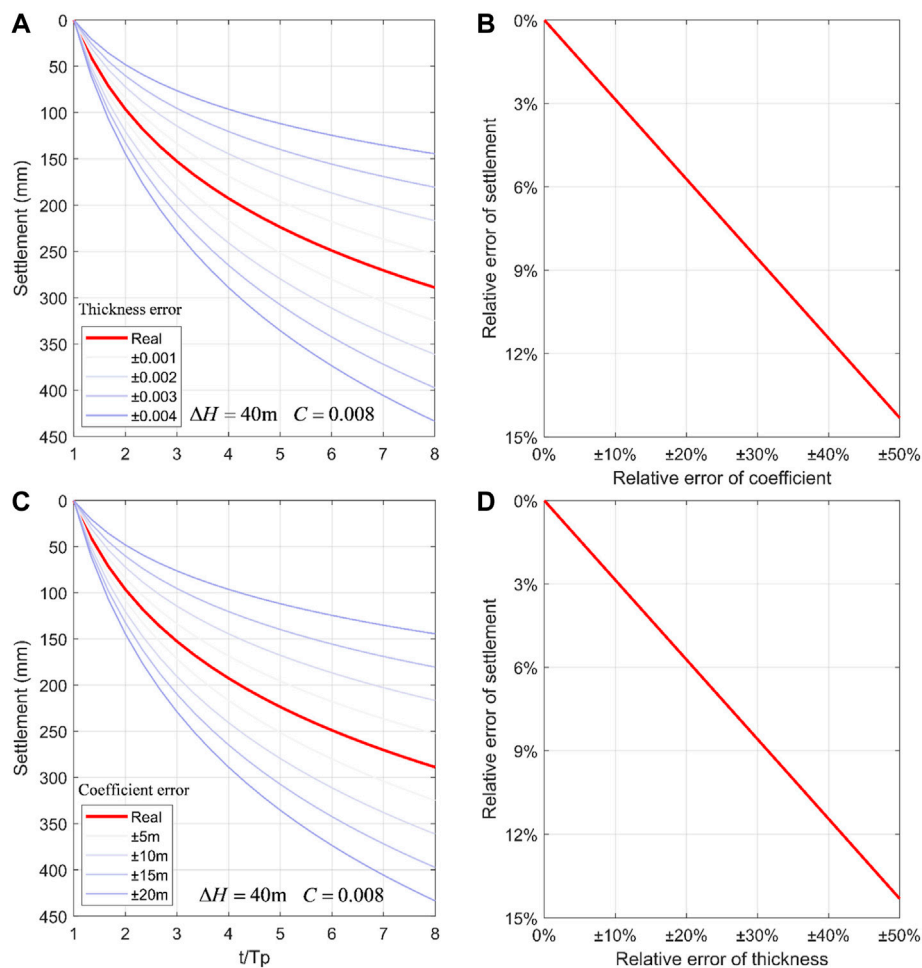 A
0
50
100
150
200
250
300
350
400
450
Settlement (mm)
Thickness error
Real
±0.001
±0.002
±0.003
±0.004
ΔH = 40m C = 0.008
1 2 3 4 5 6 7 8
B
0%
3%
6%
9%
12%
15%
Relative error of settlement
0% ±10% ±20% ±30% ±40% ±50%
Relative error of coefficient
C
0
50
100
150
200
250
300
350
400
450
Settlement (mm)
Coefficient error
Real
±5m
±10m
±15m
±20m
ΔH = 40m C = 0.008
1 2 3 4 5 6 7 8
t/Tp
D
0%
3%
6%
9%
12%
15%
Relative error of settlement
0% ±10% ±20% ±30% ±40% ±50%
Relative error of thickness